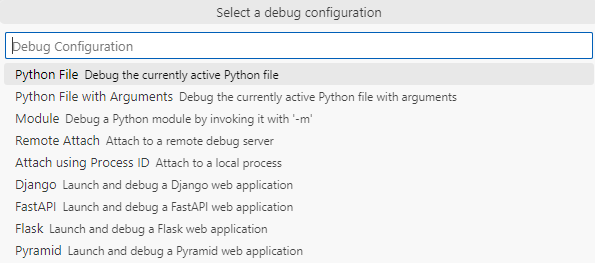 Select a debug configuration
Debug Configuration
Python File Debug the currently active Python file
Python File with Arguments Debug the currently active Python file with arguments
Module Debug a Python module by invoking it with '-m'
Remote Attach Attach to a remote debug server
Attach using Process ID Attach to a local process
Django Launch and debug a Django web application
FastAPI Launch and debug a FastAPI web application
Flask Launch and debug a Flask web application
Pyramid Launch and debug a Pyramid web application